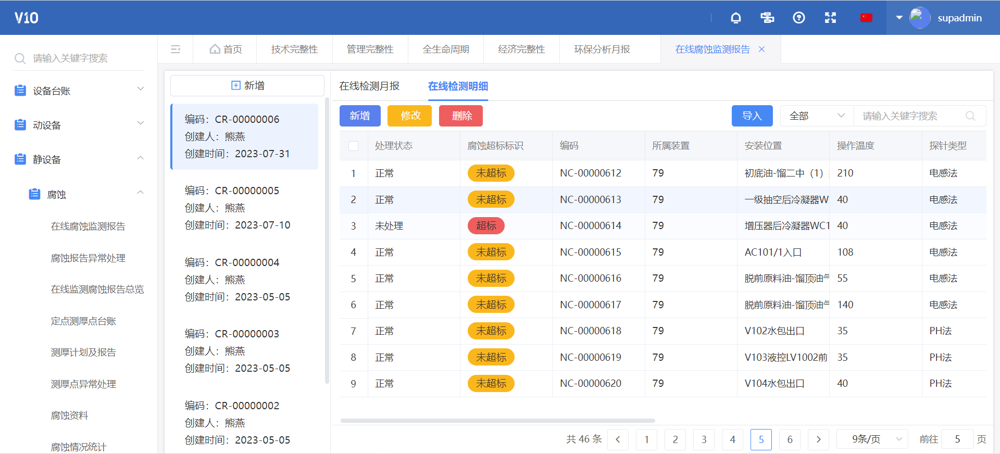 V10
supadmin
请输入关键字搜索
设备台账
动设备
静设备
腐蚀
在线腐蚀监测报告
腐蚀报告异常处理
在线监测腐蚀报告总览
定点测厚点台账
测厚计划及报告
测厚点异常处理
腐蚀资料
腐蚀情况统计
首页 技术完整性 管理完整性 全生命周期 经济完整性 环保分析月报 在线腐蚀监测报告
新增
编码：CR-00000006
创建人：熊燕
创建时间：2023-07-31
编码：CR-00000005
创建人：熊燕
创建时间：2023-07-10
编码：CR-00000004
创建人：熊燕
创建时间：2023-05-05
编码：CR-00000003
创建人：熊燕
创建时间：2023-05-05
编码：CR-00000002
创建人：熊燕
创建时间：2023-05-05
在线检测月报 在线检测明细
新增 修改 删除 导入 全部 请输入关键字搜索
处理状态 腐蚀超标标识 编码 所属装置 安装位置 操作温度 探针类型
1 正常 未超标 NC-00000612 79 初底油-馏二中（1） 210 电感法
2 正常 未超标 NC-00000613 79 一级抽空后冷凝器W 40 电感法
3 未处理 超标 NC-00000614 79 增压器后冷凝器WC1 40 电感法
4 正常 未超标 NC-00000615 79 AC101/1入口 108 电感法
5 正常 未超标 NC-00000616 79 脱前原料油-馏顶油气 55 电感法
6 正常 未超标 NC-00000617 79 脱前原料油-馏顶油气 140 电感法
7 正常 未超标 NC-00000618 79 V102水包出口 35 PH法
8 正常 未超标 NC-00000619 79 V103液控LV1002前 35 PH法
9 正常 未超标 NC-00000620 79 V104水包出口 40 PH法
共 46 条 1 2 3 4 5 6 9条/页 前往 5 页